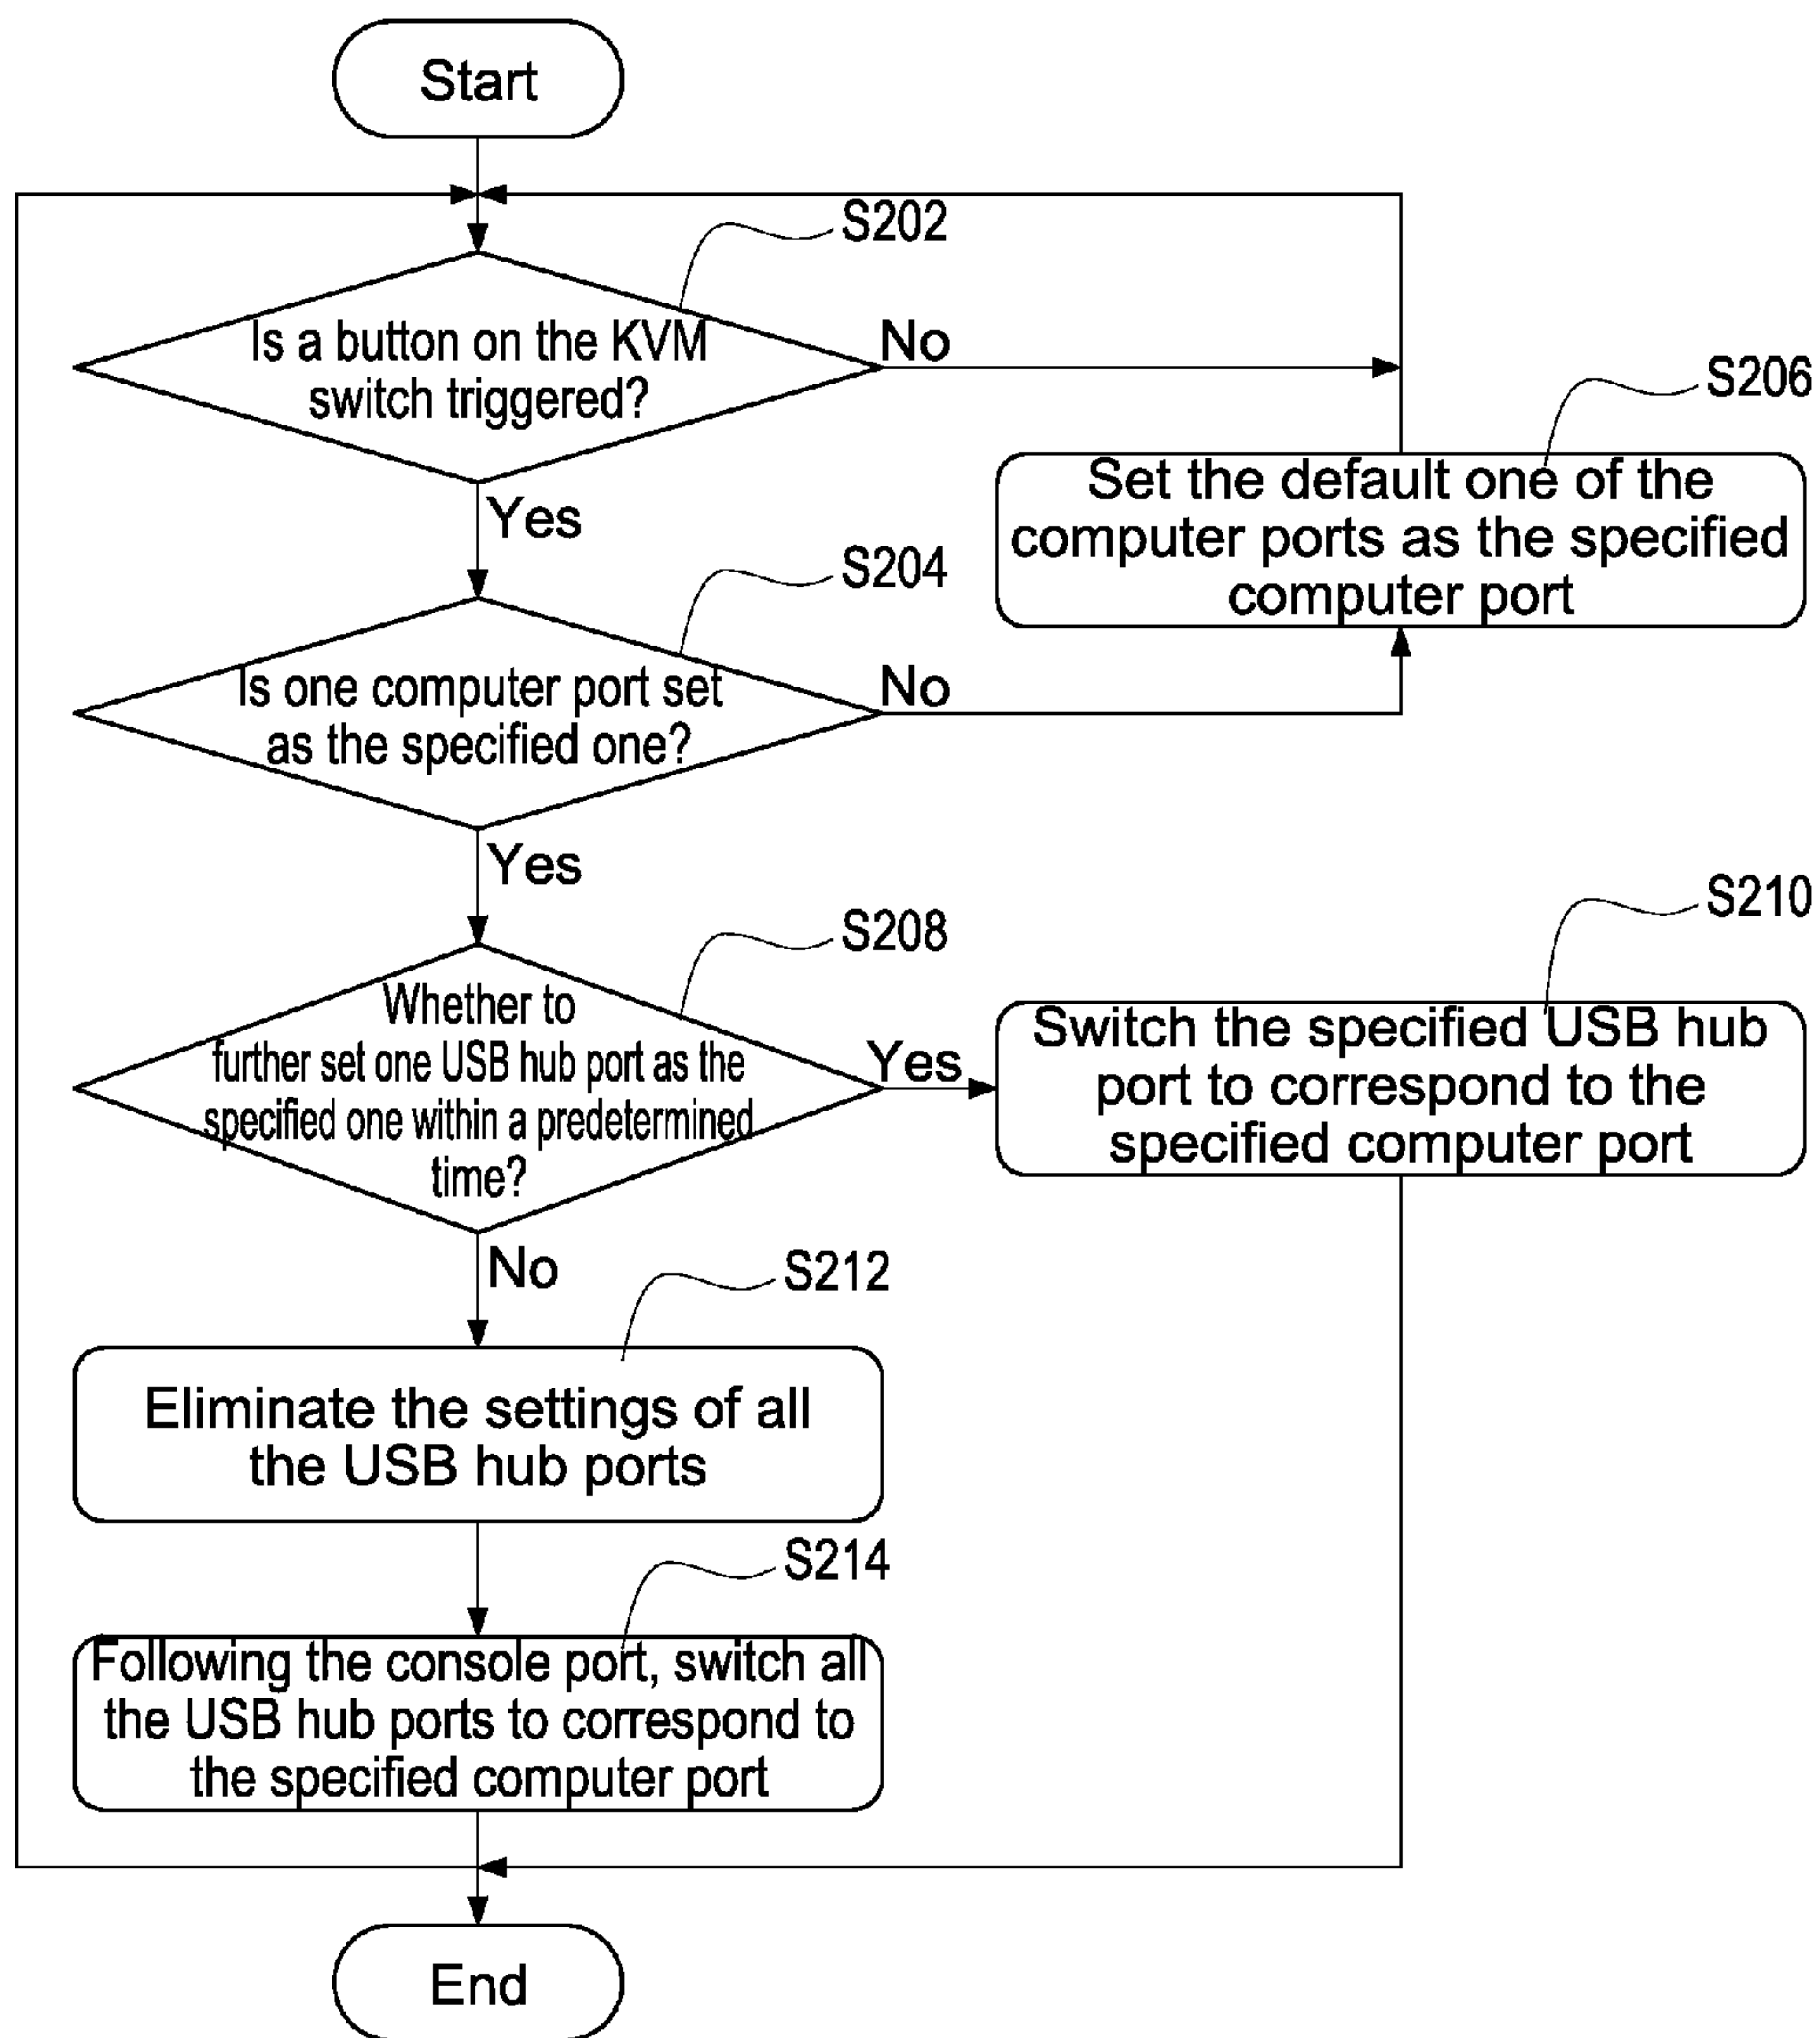 Start
S202
Is a button on the KVM
switch triggered?
No
Yes
S206
Set the default one of the
computer ports as the specified
computer port
S204
Is one computer port set
as the specified one?
No
Yes
S208
Whether to
further set one USB hub port as the
specified one within a predetermined
time?
Yes
No
S210
Switch the specified USB hub
port to correspond to the
specified computer port
S212
Eliminate the settings of all
the USB hub ports
S214
Following the console port, switch all
the USB hub ports to correspond to
the specified computer port
End